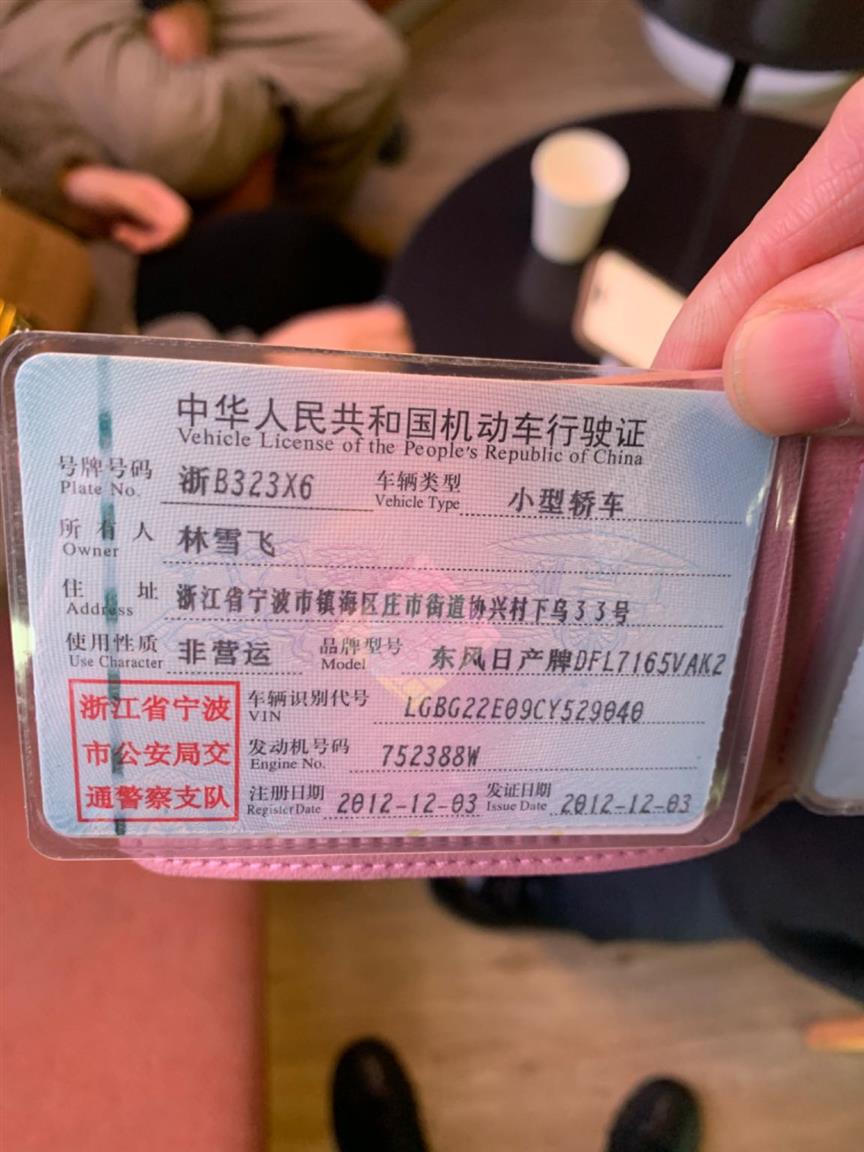 中华人民共和国机动车行驶证
Vehicle License of the People's Republic of China
号牌号码 浙B323X6 车辆类型 小型轿车
Plate No. Vehicle Type
所有人 林雪飞
Owner
住址 浙江省宁波市镇海区庄市街道协兴村下乌33号
Address
使用性质 非营运 品牌型号 东风日产牌DFL7165VAK2
Use Character Model
浙江省宁波
市公安局交
通警察支队
车辆识别代号 LGBG22E09CY529040
VIN
发动机号码 752388W
Engine No.
注册日期 2012-12-03 发证日期 2012-12-03
Register Date Issue Date